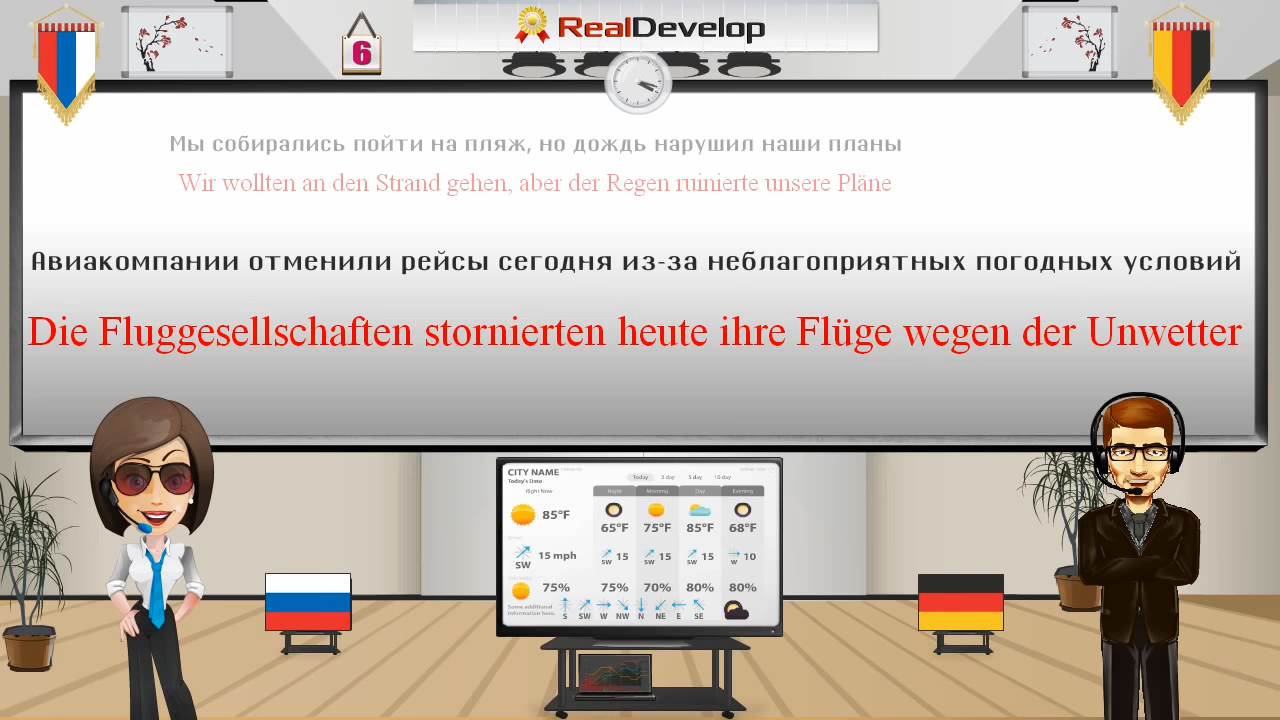 RealDevelop
6
Мы собирались пойти на пляж, но дождь нарушил наши планы
Wir wollten an den Strand gehen, aber der Regen ruinierte unsere Pläne
Авиакомпании отменили рейсы сегодня из-за неблагоприятных погодных условий
Die Fluggesellschaften stornierten heute ihre Flüge wegen der Unwetter
CITY NAME
Today's Date
Today 3 day 5 day 10 day
Right Now
Night Morning Day Evening
85°F
65°F 75°F 85°F 68°F
15 mph
SW
15 15 15 10
SW SW SW W
75%
75% 70% 80% 80%
Some additional
information here.
S SW W NW N NE E SE